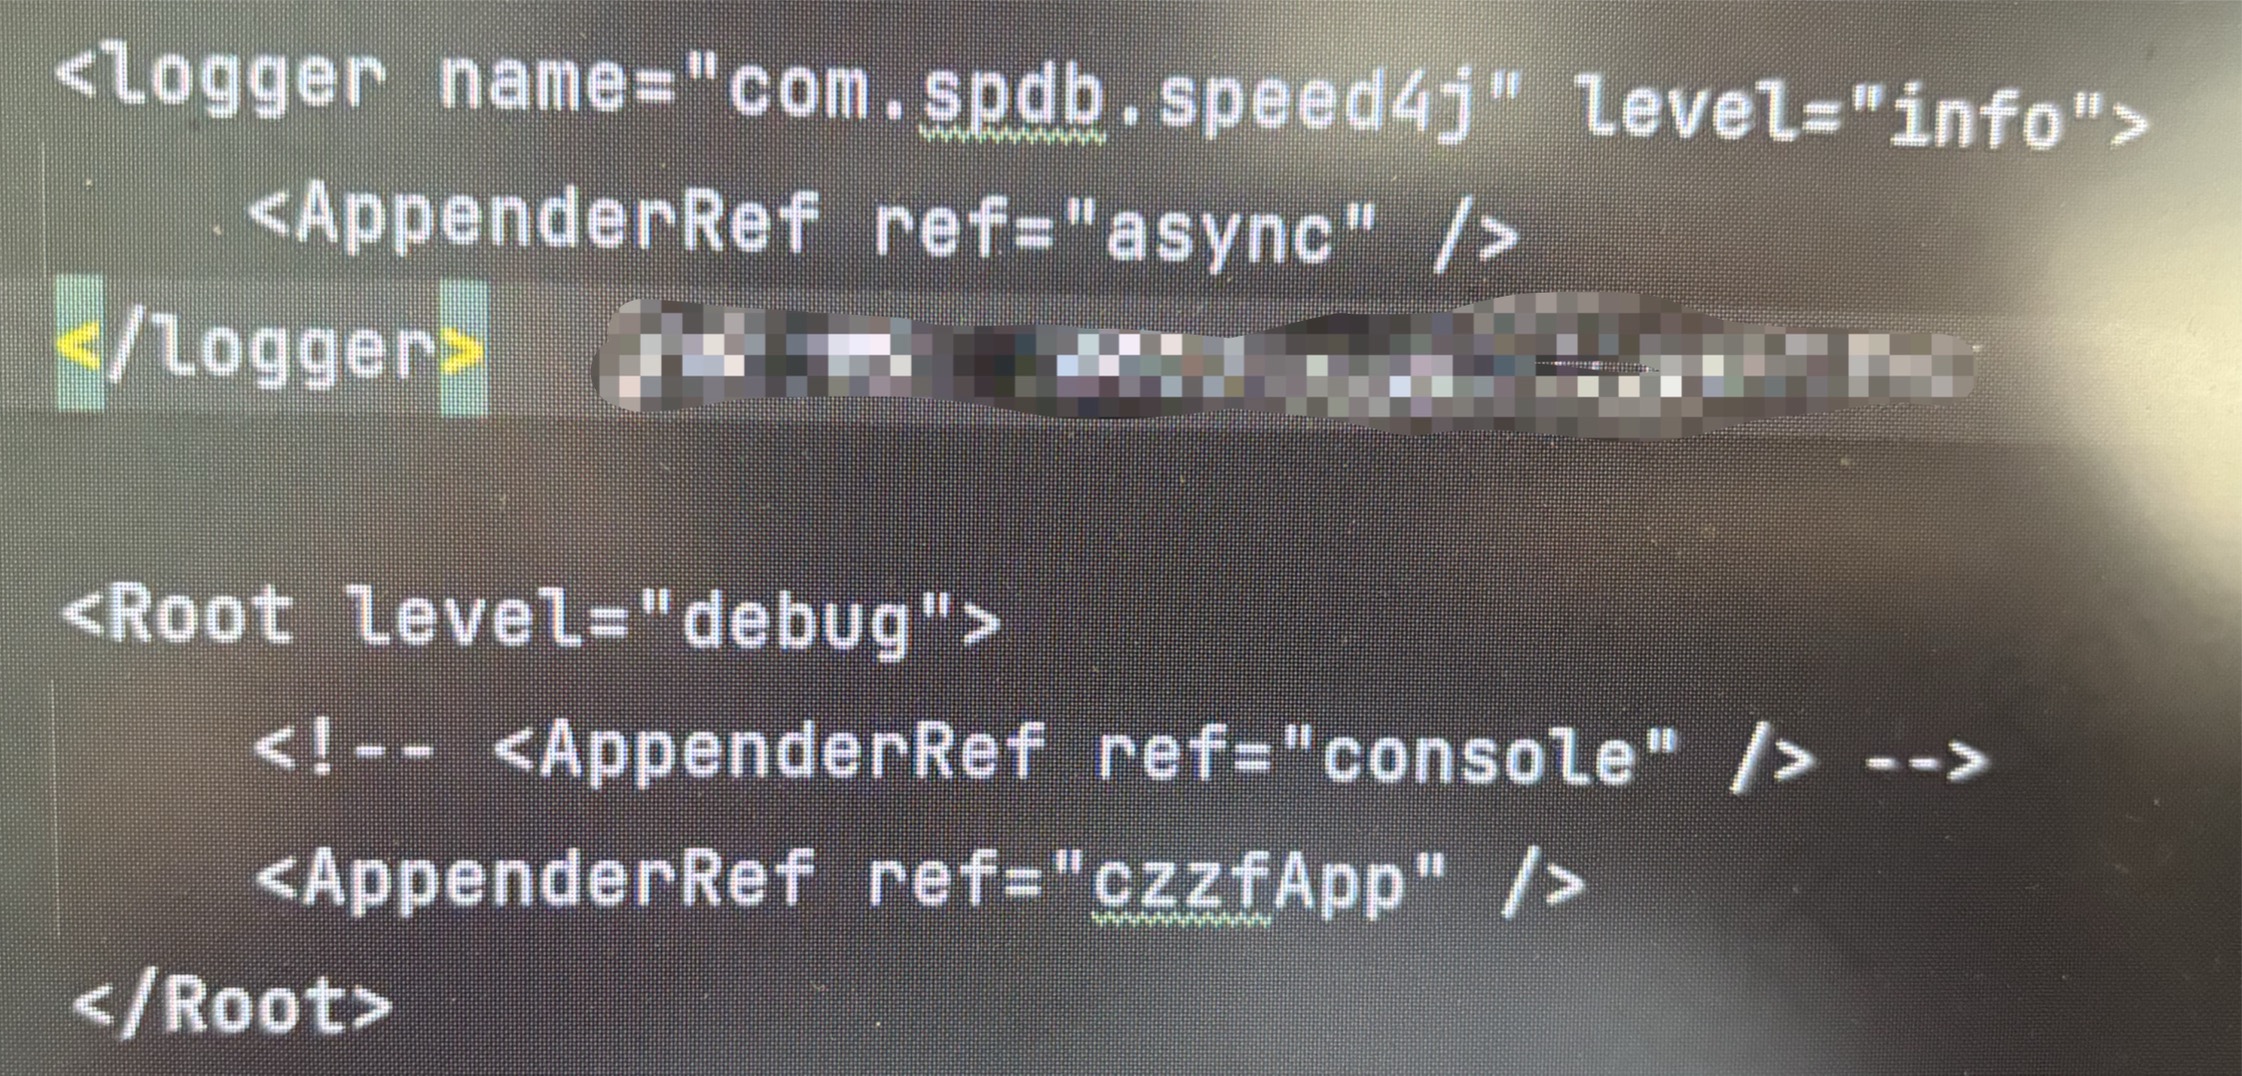 <logger name="com.spdb.speed4j" level="info">
<AppenderRef ref="async" />
</logger>
<Root level="debug">
<!-- <AppenderRef ref="console" /> -->
<AppenderRef ref="czzfApp" />
</Root>